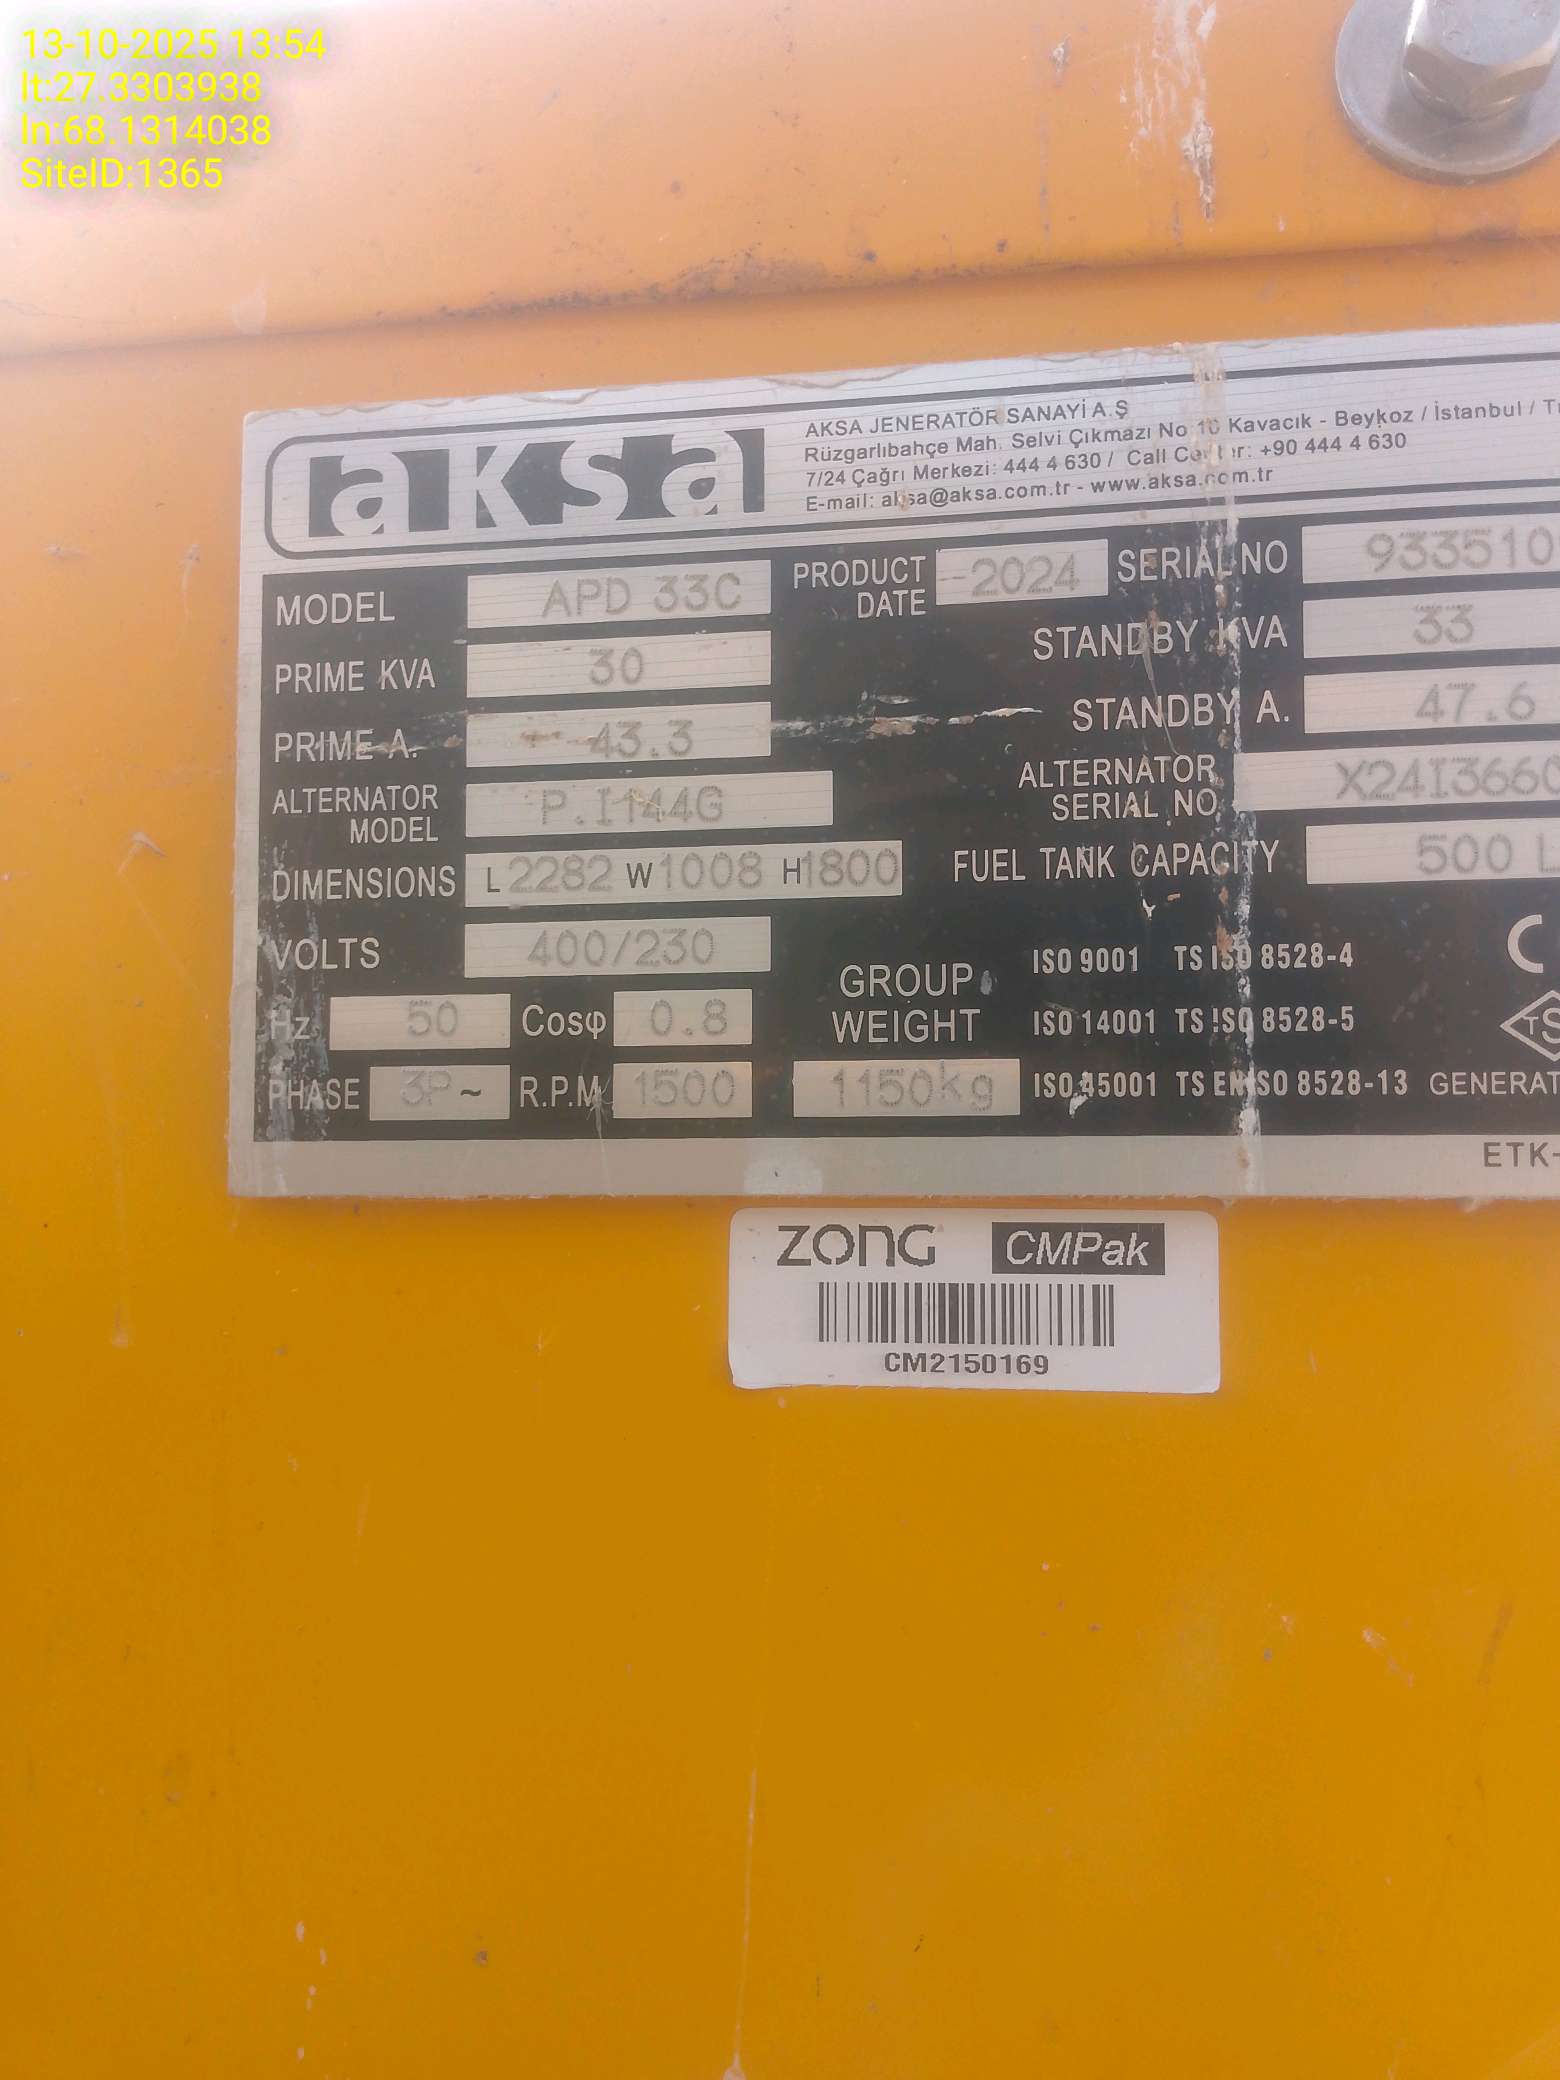 13-10-2025 13:54
lt:27.3303938
ln:68.1314038
SiteID:1365
aksa
AKSA JENERATÖR SANAYİ A.Ş
Rüzgarlıbahçe Mah. Selvi Çıkmazı No 10 Kavacık - Beykoz / İstanbul /
7/24 Çağrı Merkezi: 444 4 630 / Call Center: +90 444 4 630
E-mail: aksa@aksa.com.tr - www.aksa.com.tr
MODEL APD 33C
PRODUCT DATE -2024
SERIAL NO 933510
PRIME KVA 30
STANDBY KVA 33
PRIME A. 43.3
STANDBY A. 47.6
ALTERNATOR MODEL P.I144G
ALTERNATOR SERIAL NO. X24I3660
DIMENSIONS L 2282 W 1008 H 1800
FUEL TANK CAPACITY 500 L
VOLTS 400/230
Hz 50 Cosφ 0.8
PHASE 3P ~ R.P.M 1500
GROUP WEIGHT
1150kg
ISO 9001 TS ISO 8528-4
ISO 14001 TS ISO 8528-5
ISO 45001 TS EN ISO 8528-13
C
TS
GENERAT
ETK-
ZONG CMPak
CM2150169